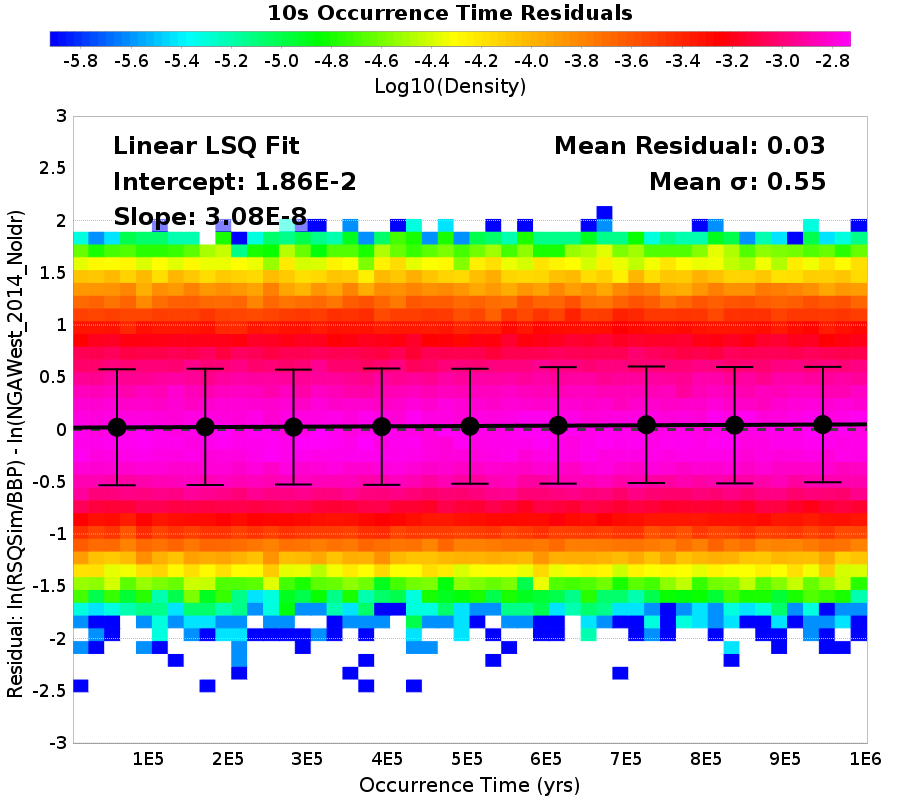 10s Occurrence Time Residuals
-5.8 -5.6 -5.4 -5.2 -5.0 -4.8 -4.6 -4.4 -4.2 -4.0 -3.8 -3.6 -3.4 -3.2 -3.0 -2.8
Log10(Density)
Linear LSQ Fit
Intercept: 1.86E-2
Slope: 3.08E-8
Mean Residual: 0.03
Mean σ: 0.55
Residual: ln(RSQSim/BBP) - ln(NGAWest_2014_NoIdr)
3
2.5
2
1.5
1
0.5
0
-0.5
-1
-1.5
-2
-2.5
-3
1E5 2E5 3E5 4E5 5E5 6E5 7E5 8E5 9E5 1E6
Occurrence Time (yrs)